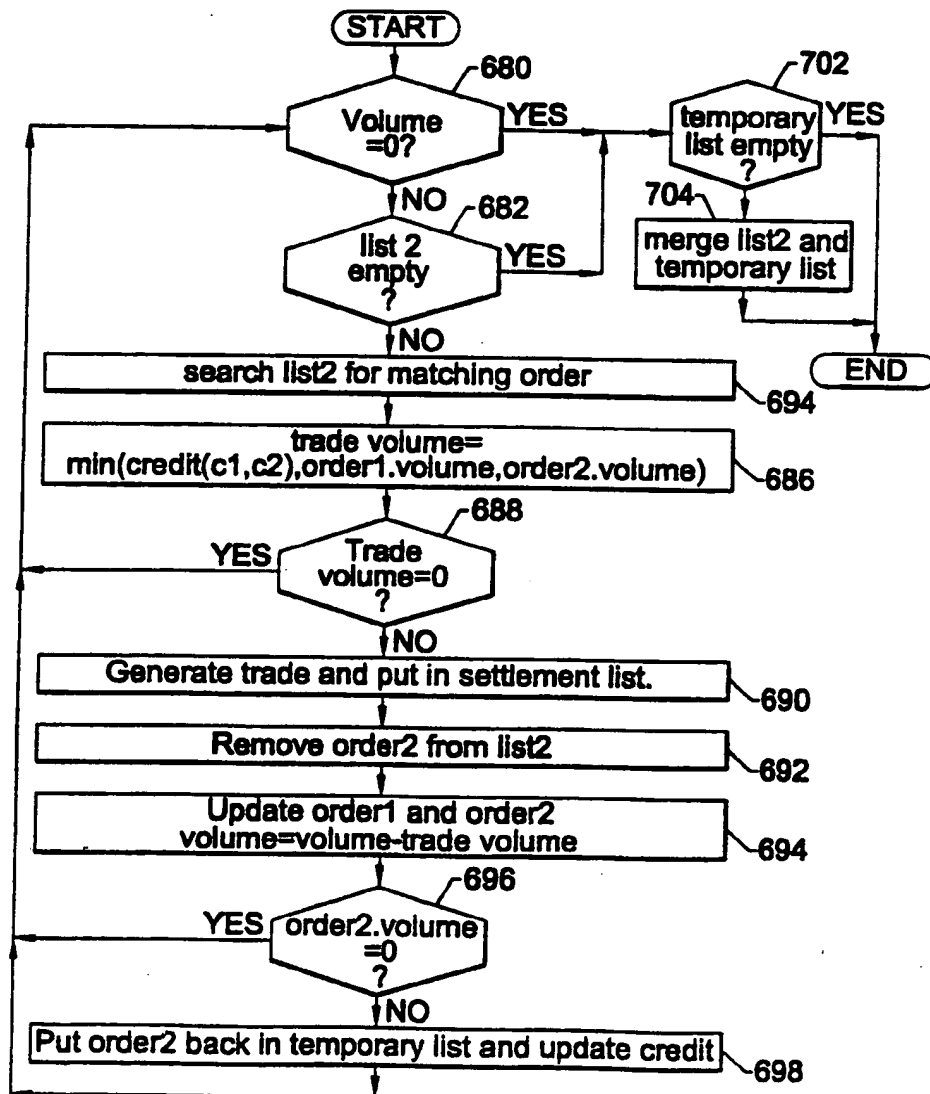 START
680
Volume
=0?
YES
NO
702
temporary
list empty
?
YES
682
list 2
empty
?
YES
NO
704
merge list2 and
temporary list
END
search list2 for matching order
694
trade volume=
min(credit(c1,c2),order1.volume,order2.volume)
686
688
Trade
volume=0
?
YES
NO
Generate trade and put in settlement list.
690
Remove order2 from list2
692
Update order1 and order2
volume=volume-trade volume
694
696
order2.volume
=0
?
YES
NO
Put order2 back in temporary list and update credit
698